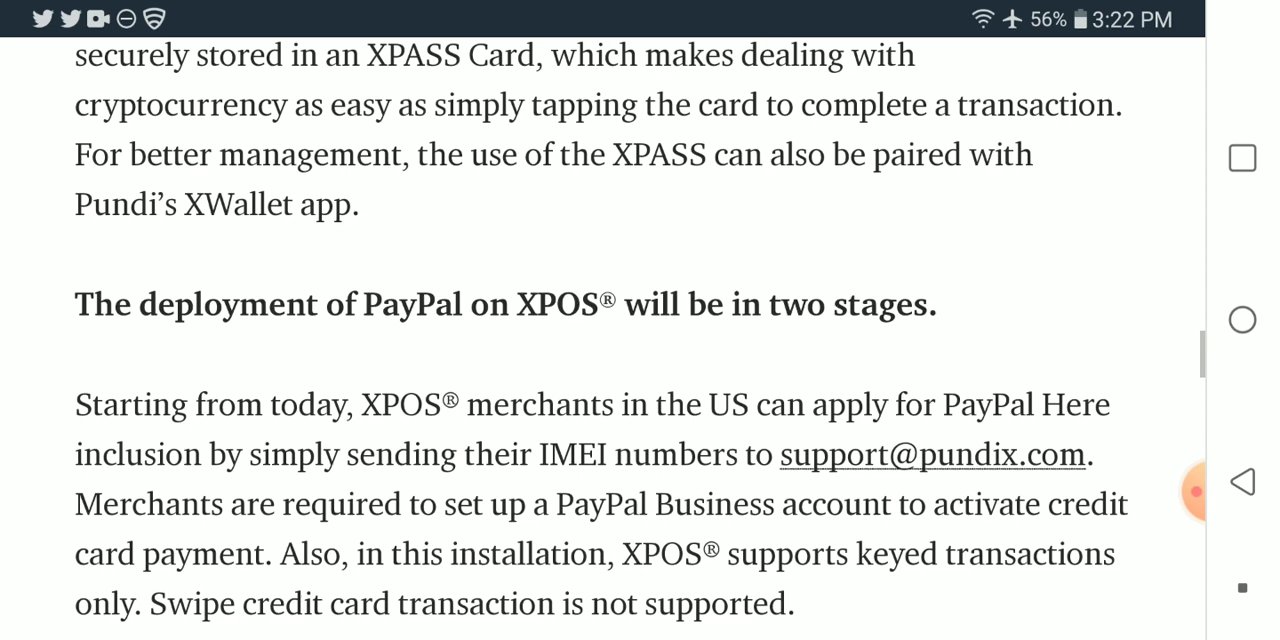 56% 3:22 PM
securely stored in an XPASS Card, which makes dealing with
cryptocurrency as easy as simply tapping the card to complete a transaction.
For better management, the use of the XPASS can also be paired with
Pundi’s XWallet app.
The deployment of PayPal on XPOS® will be in two stages.
Starting from today, XPOS® merchants in the US can apply for PayPal Here
inclusion by simply sending their IMEI numbers to support@pundix.com.
Merchants are required to set up a PayPal Business account to activate credit
card payment. Also, in this installation, XPOS® supports keyed transactions
only. Swipe credit card transaction is not supported.